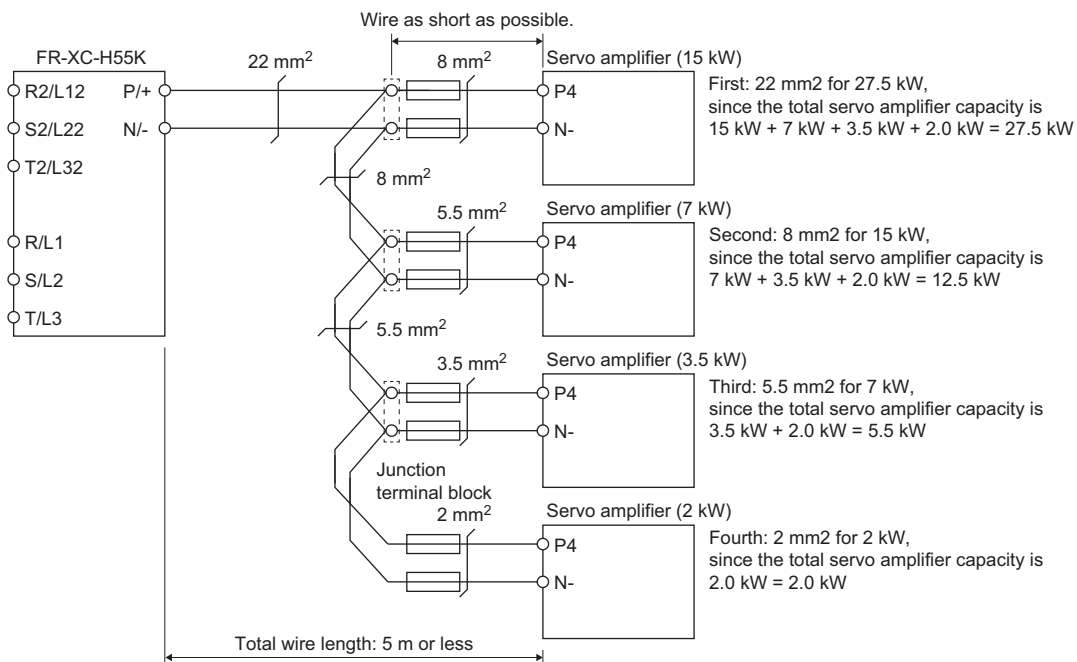 Wire as short as possible.
FR-XC-H55K
22 mm2
8 mm2
Servo amplifier (15 kW)
R2/L12
P/+
P4
S2/L22
N/-
N-
T2/L32
R/L1
S/L2
T/L3
First: 22 mm2 for 27.5 kW,
since the total servo amplifier capacity is
15 kW + 7 kW + 3.5 kW + 2.0 kW = 27.5 kW
8 mm2
5.5 mm2
Servo amplifier (7 kW)
P4
N-
Second: 8 mm2 for 15 kW,
since the total servo amplifier capacity is
7 kW + 3.5 kW + 2.0 kW = 12.5 kW
5.5 mm2
3.5 mm2
Servo amplifier (3.5 kW)
P4
N-
Third: 5.5 mm2 for 7 kW,
since the total servo amplifier capacity is
3.5 kW + 2.0 kW = 5.5 kW
Junction
terminal block
2 mm2
Servo amplifier (2 kW)
P4
N-
Fourth: 2 mm2 for 2 kW,
since the total servo amplifier capacity is
2.0 kW = 2.0 kW
Total wire length: 5 m or less